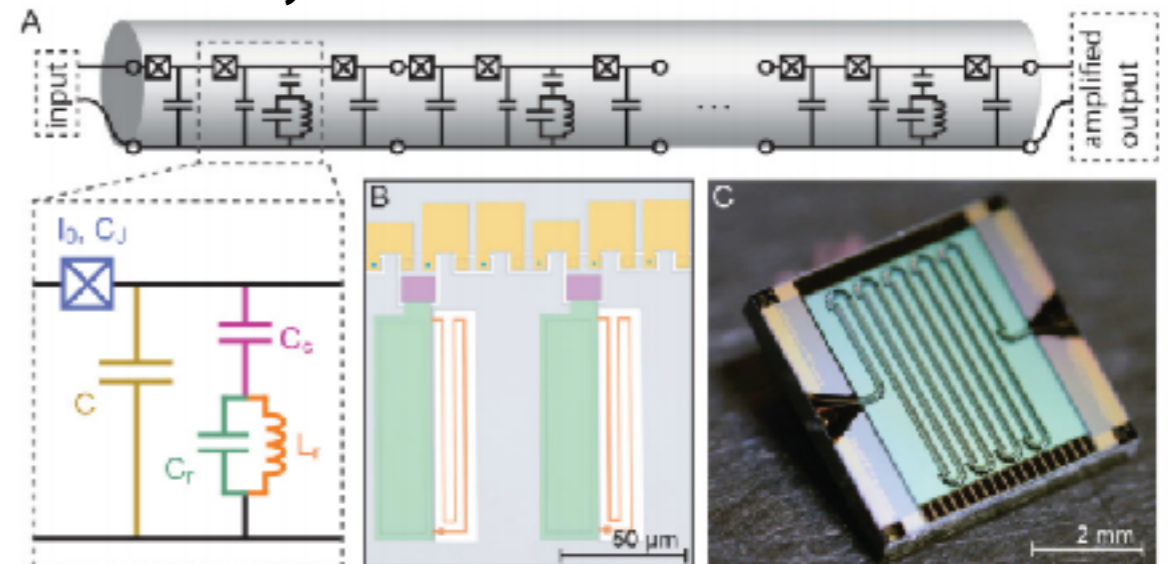 A
input
amplified
output
I₀, C_J
C
C_c
C_r
L_r
B
50 μm
C
2 mm